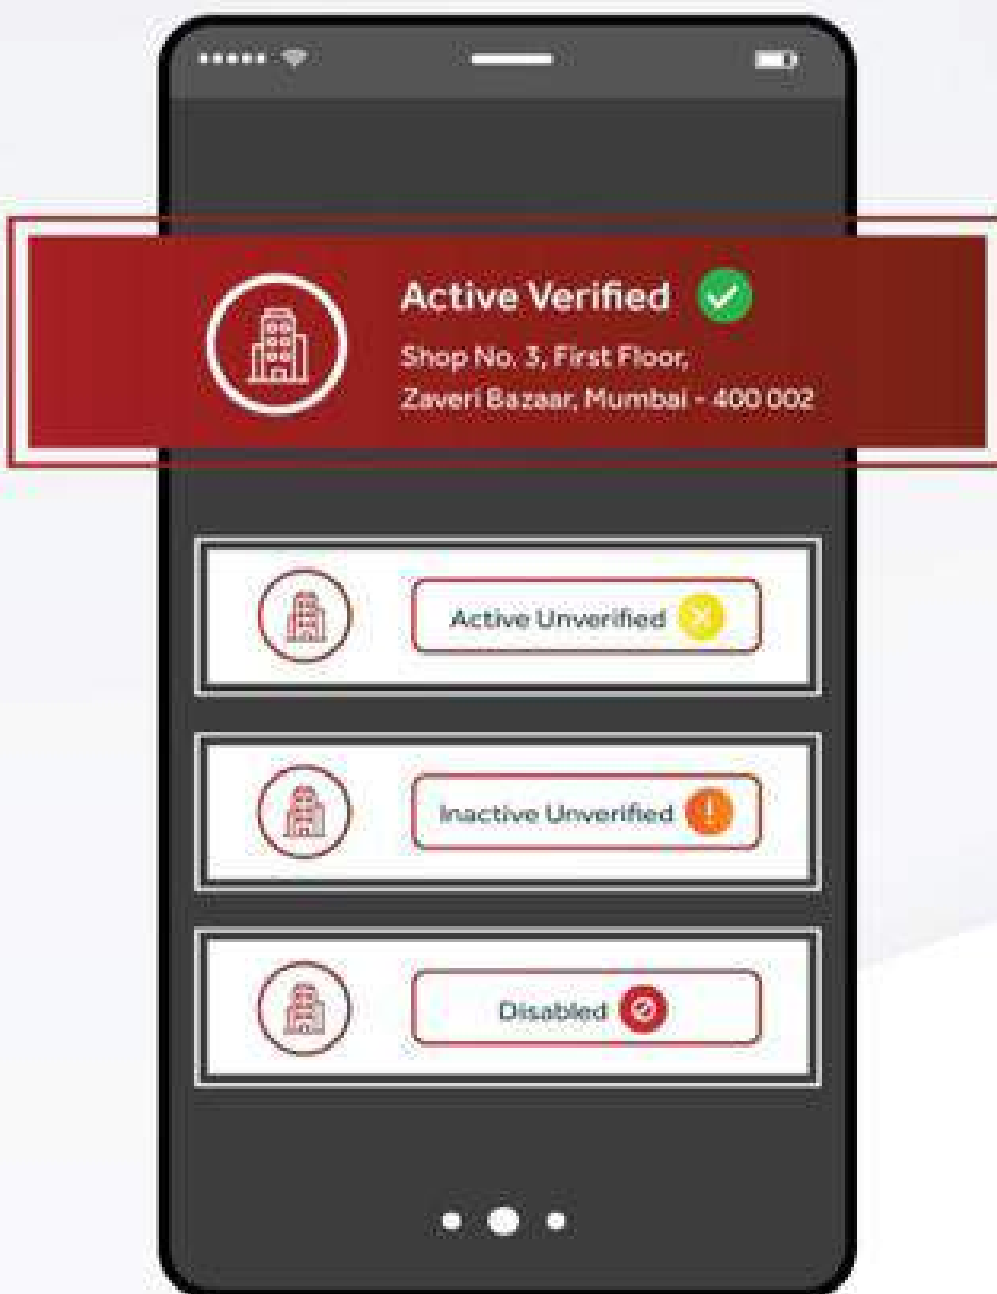 Active Verified
Shop No. 3, First Floor,
Zaveri Bazaar, Mumbai - 400 002
Active Unverified
Inactive Unverified
Disabled